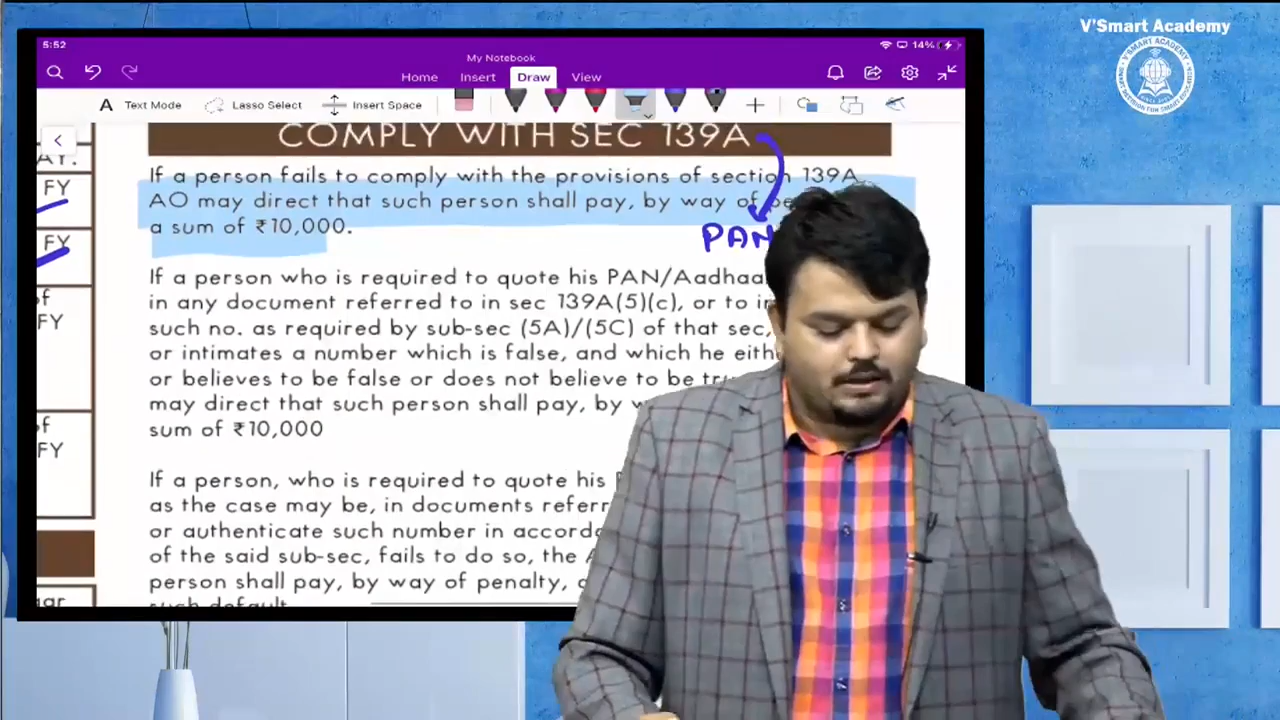 V'Smart Academy
5:52
14%
My Notebook
Home Insert Draw View
Text Mode Lasso Select Insert Space
AY.
FY
FY
of
FY
of
FY
COMPLY WITH SEC 139A
If a person fails to comply with the provisions of section 139A,
AO may direct that such person shall pay, by way of
a sum of ₹10,000.
PAN
If a person who is required to quote his PAN/Aadhaa
in any document referred to in sec 139A(5)(c), or to in
such no. as required by sub-sec (5A)/(5C) of that sec,
or intimates a number which is false, and which he eith
or believes to be false or does not believe to be tru
may direct that such person shall pay, by w
sum of ₹10,000
If a person, who is required to quote his
as the case may be, in documents referr
or authenticate such number in accorda
of the said sub-sec, fails to do so, the A
person shall pay, by way of penalty,
such default